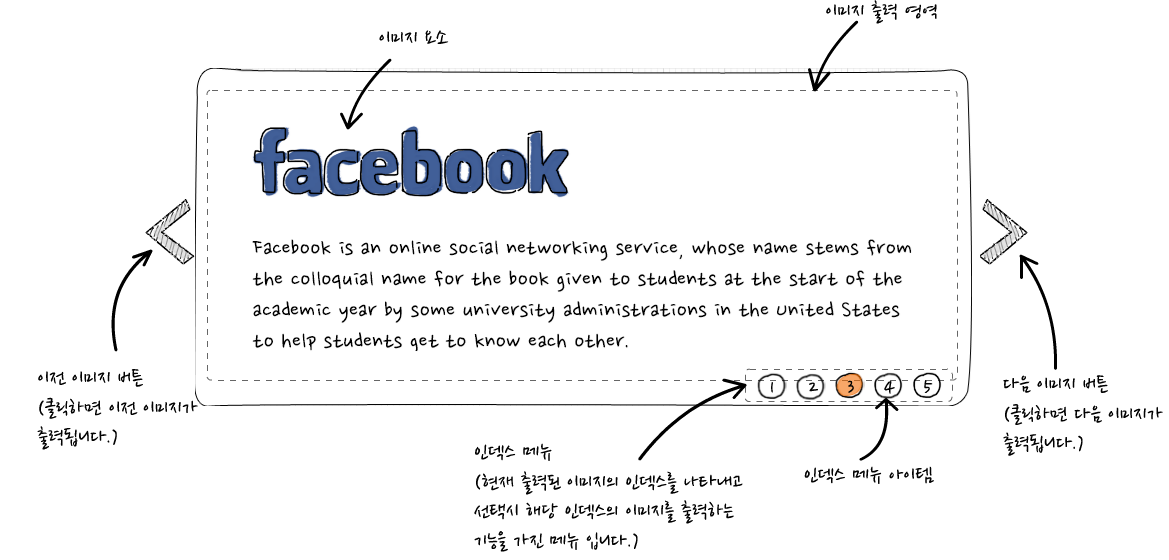 이미지 출력 영역
이미지 요소
facebook
Facebook is an online social networking service, whose name stems from
the colloquial name for the book given to students at the start of the
academic year by some university administrations in the United States
to help students get to know each other.
1 2 3 4 5
이전 이미지 버튼
(클릭하면 이전 이미지가
출력됩니다.)
다음 이미지 버튼
(클릭하면 다음 이미지가
출력됩니다.)
인덱스 메뉴
(현재 출력된 이미지의 인덱스를 나타내고
선택시 해당 인덱스의 이미지를 출력하는
기능을 가진 메뉴 입니다.)
인덱스 메뉴 아이템